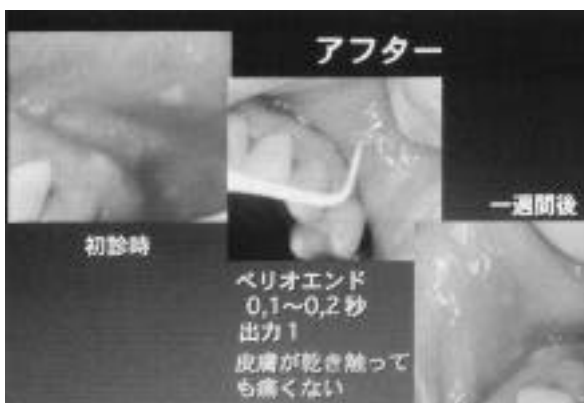 アフター
初診時
一週間後
ペリオエンド
0,1〜0,2秒
出力1
皮膚が乾き触って
も痛くない